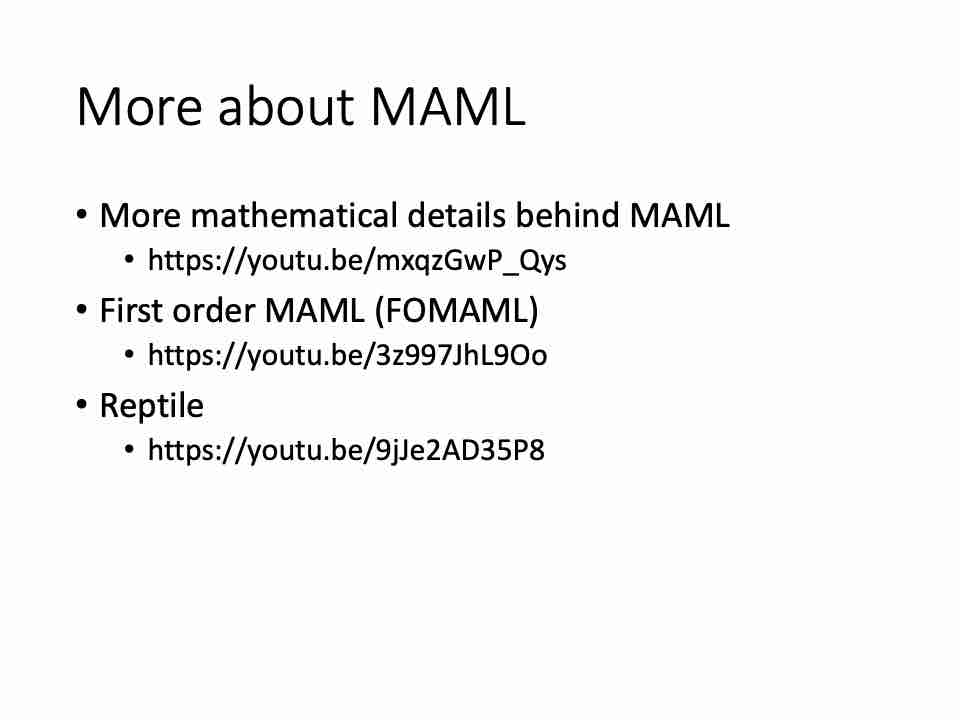 More about MAML
• More mathematical details behind MAML
• https://youtu.be/mxqzGwP_Qys
• First order MAML (FOMAML)
• https://youtu.be/3z997JhL9Oo
• Reptile
• https://youtu.be/9jJe2AD35P8